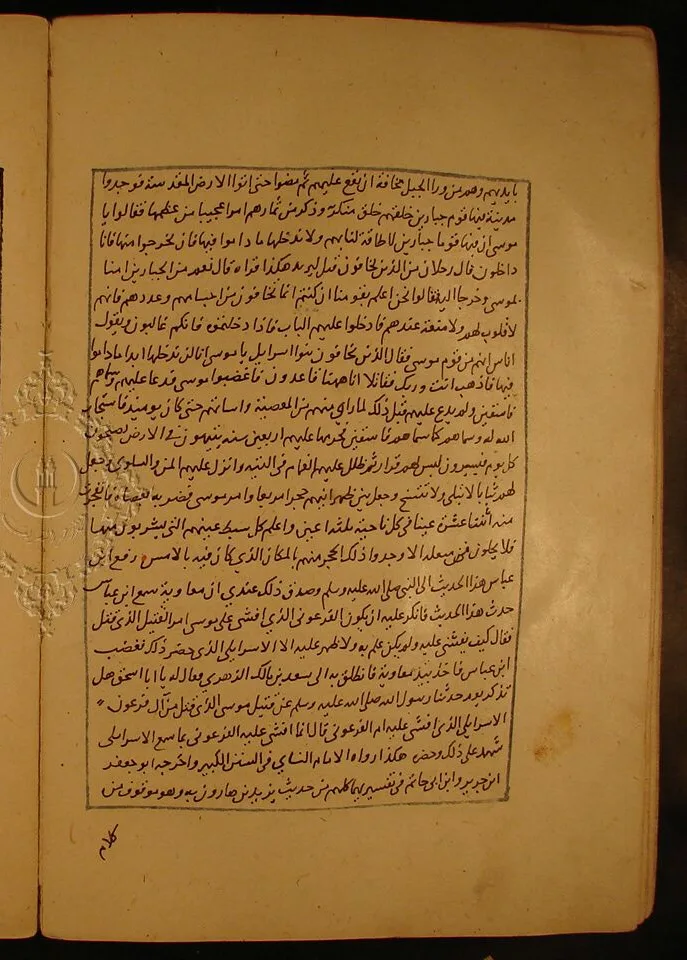 بايديهم وهم من ورا الجبل مخافة ان يقع عليهم ثم مضوا حتى اتوا الارض المقدسة فوجدوا
مدينة فيها قوم جبارين خلقهم خلق منكر وذكر من ثمارهم امرا عجيبا من عظمها فقالوا يا
موسى ان فيها قوما جبارين لا طاقة لنا بهم ولا ندخلها ما داموا فيها فان يخرجوا منها فانا
داخلون قال رجلان من الذين يخافون قيل ليزيد هكذا قراه قال نعم من الجبارين امنا
بموسى وخرجا اليه فقالوا نحن اعلم بقومنا ان كنتم انما تخافون من اجسامهم وعددهم فانهم
لا قلوب لهم ولا منعة عندهم فادخلوا عليهم الباب فاذا دخلتموه فانكم غالبون ويقول
اناس انهم من قوم موسى فقال الذين يخافون بنوا اسرايل يا موسى انا لن ندخلها ابدا ما داموا
فيها فاذهب انت وربك فقاتلا انا ههنا قاعدون فاغضبوا موسى فدعا عليهم وسماهم
فاسقين ولم يدع عليهم قبل ذلك لما راى منهم من المعصية واساتهم حتى كان يوميذ فاستجاب
الله له وسماهم كما سماهم فاسقين فحرمها عليهم اربعين سنة يتيهون في الارض يصبحون
كل يوم فيسيرون ليس لهم قرار ثم ظلل عليهم الغمام في التيه وانزل عليهم المن والسلوى وجعل
لهم ثيابا لا تبلى ولا تتسخ وجعل بين ظهرانيهم حجرا مربعا وامر موسى فضربه بعصاه فانفجرت
منه اثنتا عشرة عينا في كل ناحية ثلثة اعين واعلم كل سبط عينهم التي يشربون منها
فلا يرتحلون من منقلة الا وجدوا ذلك الحجر منهم بالمكان الذي كان فيه بالامس رفع ابن
عباس هذا الحديث الى النبي صلى الله عليه وسلم وصدق ذلك عندي ان معاوية سمع ابن عباس
حدث هذا الحديث فانكر عليه ان يكون الفرعوني الذي افشى على موسى امر القتيل الذي قتل
فقال كيف يفشي عليه ولم يكن علم به ولا ظهر عليه الا الاسرايلي الذي حضر ذلك فغضب
ابن عباس فاخذ بيد معاوية فانطلق به الى سعد بن مالك الزهري فقال له يا ابا اسحق هل
تذكر يوم حدثنا رسول الله صلى الله عليه وسلم عن قتيل موسى الذي قتل من آل فرعون
الاسرايلي الذي افشى عليه ام الفرعوني قال انما افشى عليه الفرعوني بما سمع الاسرايلي
شهد على ذلك وحضره هكذا رواه الامام النساي في السنن الكبير واخرجه ابو جعفر
ابن جرير وابن ابي حاتم في تفسيريهما كلهم من حديث يزيد بن هارون به وهو موقوف من
كلام